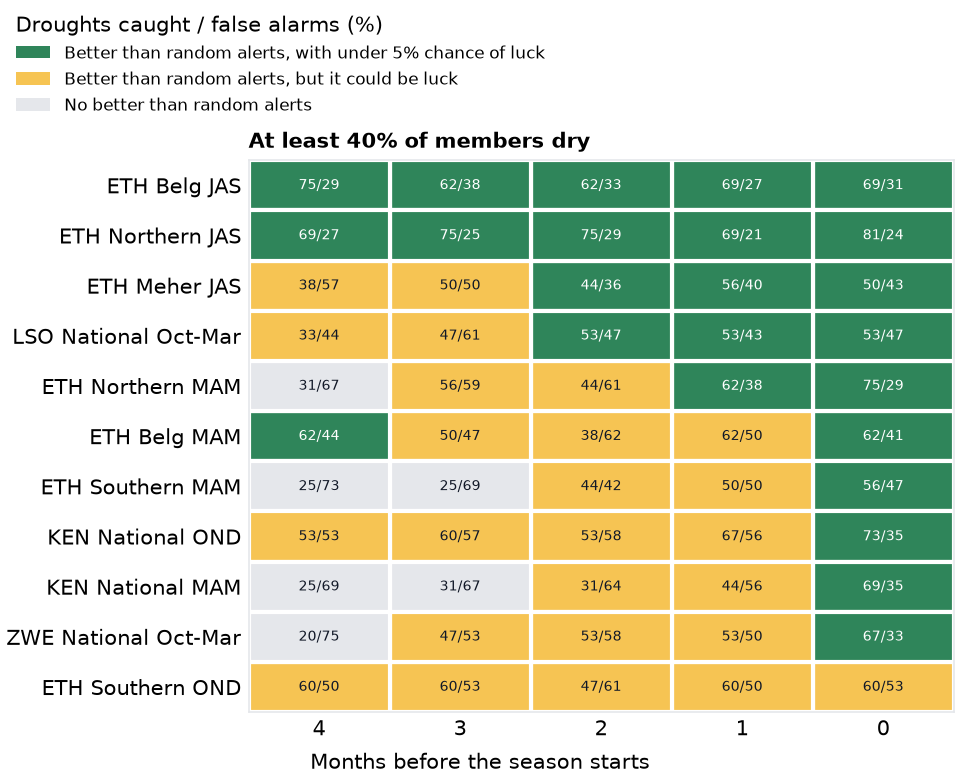 Droughts caught / false alarms (%)
Better than random alerts, with under 5% chance of luck
Better than random alerts, but it could be luck
No better than random alerts
At least 40% of members dry
ETH Belg JAS 75/29 62/38 62/33 69/27 69/31
ETH Northern JAS 69/27 75/25 75/29 69/21 81/24
ETH Meher JAS 38/57 50/50 44/36 56/40 50/43
LSO National Oct-Mar 33/44 47/61 53/47 53/43 53/47
ETH Northern MAM 31/67 56/59 44/61 62/38 75/29
ETH Belg MAM 62/44 50/47 38/62 62/50 62/41
ETH Southern MAM 25/73 25/69 44/42 50/50 56/47
KEN National OND 53/53 60/57 53/58 67/56 73/35
KEN National MAM 25/69 31/67 31/64 44/56 69/35
ZWE National Oct-Mar 20/75 47/53 53/58 53/50 67/33
ETH Southern OND 60/50 60/53 47/61 60/50 60/53
4 3 2 1 0
Months before the season starts